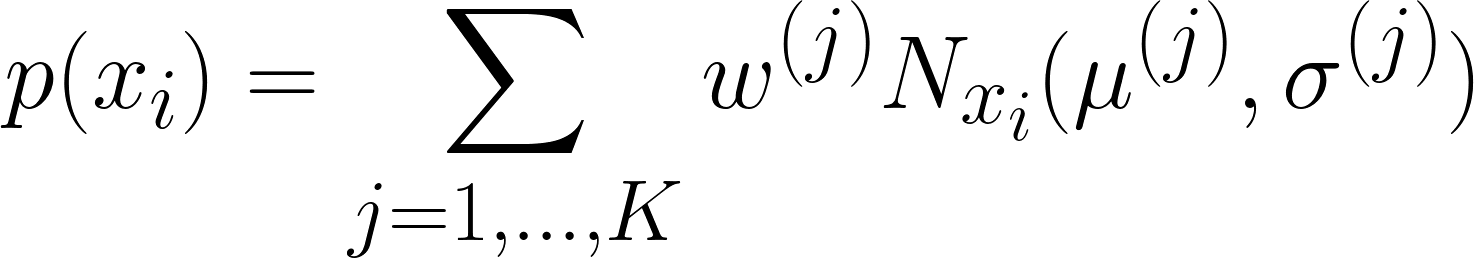 p(x_i) = \sum_{j=1,...,K} w^{(j)} N_{x_i}(\mu^{(j)}, \sigma^{(j)})